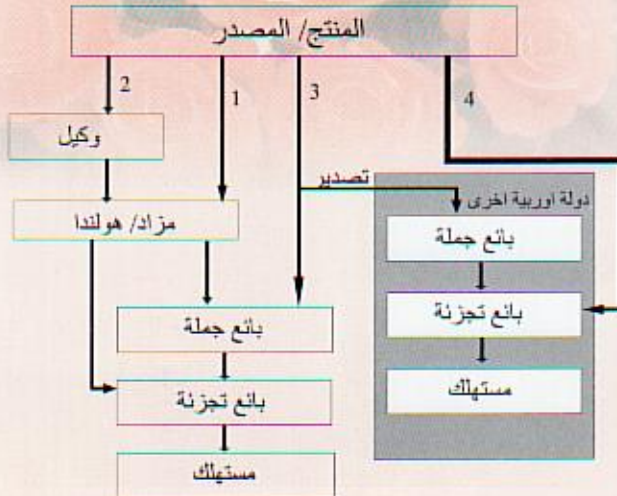 المنتج/ المصدر
2
1
3
4
وكيل
تصدير
دولة اوربية اخرى
مزاد/ هولندا
بائع جملة
بائع جملة
بائع تجزئة
بائع تجزئة
مستهلك
مستهلك